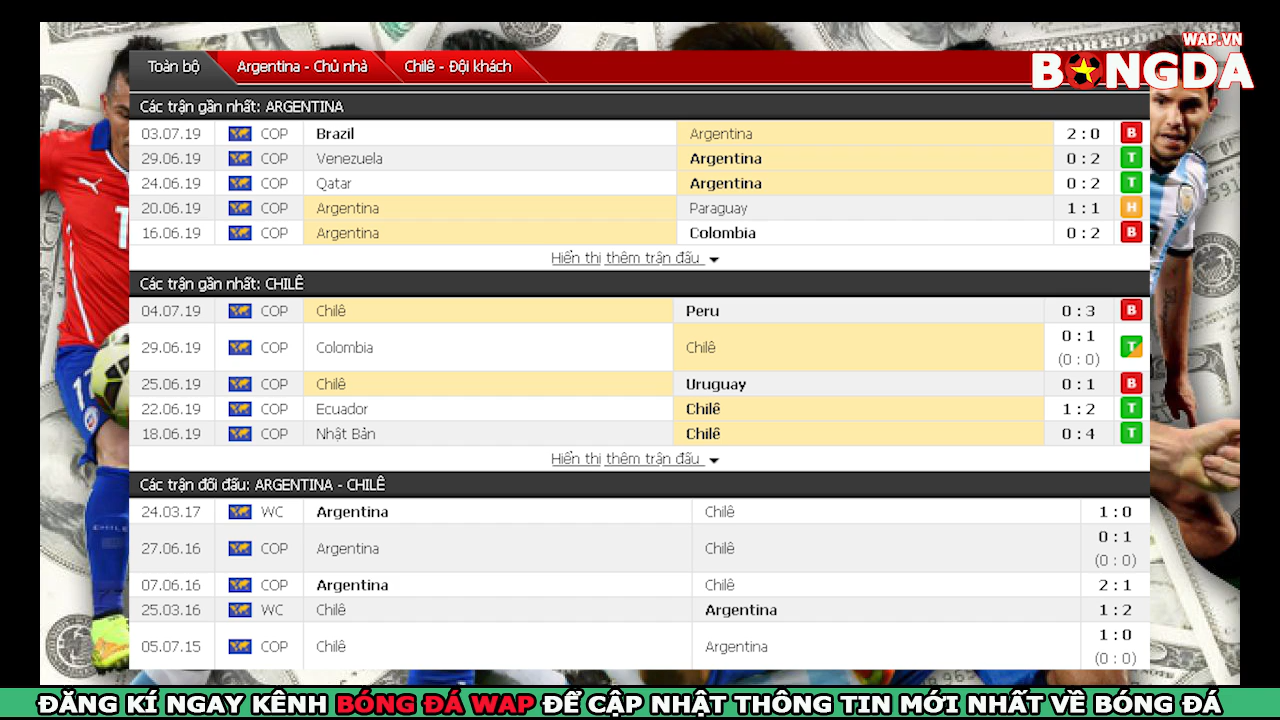 WAP.VN
BONGDA
Toàn bộ Argentina - Chủ nhà Chilê - Đội khách
Các trận gần nhất: ARGENTINA
03.07.19 COP Brazil Argentina 2 : 0 B
29.06.19 COP Venezuela Argentina 0 : 2 T
24.06.19 COP Qatar Argentina 0 : 2 T
20.06.19 COP Argentina Paraguay 1 : 1 H
16.06.19 COP Argentina Colombia 0 : 2 B
Hiển thị thêm trận đấu
Các trận gần nhất: CHILÊ
04.07.19 COP Chilê Peru 0 : 3 B
29.06.19 COP Colombia Chilê 0 : 1 T
(0 : 0)
25.06.19 COP Chilê Uruguay 0 : 1 B
22.06.19 COP Ecuador Chilê 1 : 2 T
18.06.19 COP Nhật Bản Chilê 0 : 4 T
Hiển thị thêm trận đấu
Các trận đối đấu: ARGENTINA - CHILÊ
24.03.17 WC Argentina Chilê 1 : 0
27.06.16 COP Argentina Chilê 0 : 1
(0 : 0)
07.06.16 COP Argentina Chilê 2 : 1
25.03.16 WC Chilê Argentina 1 : 2
05.07.15 COP Chilê Argentina 1 : 0
(0 : 0)
ĐĂNG KÍ NGAY KÊNH BÓNG ĐÁ WAP ĐỂ CẬP NHẬT THÔNG TIN MỚI NHẤT VỀ BÓNG ĐÁ